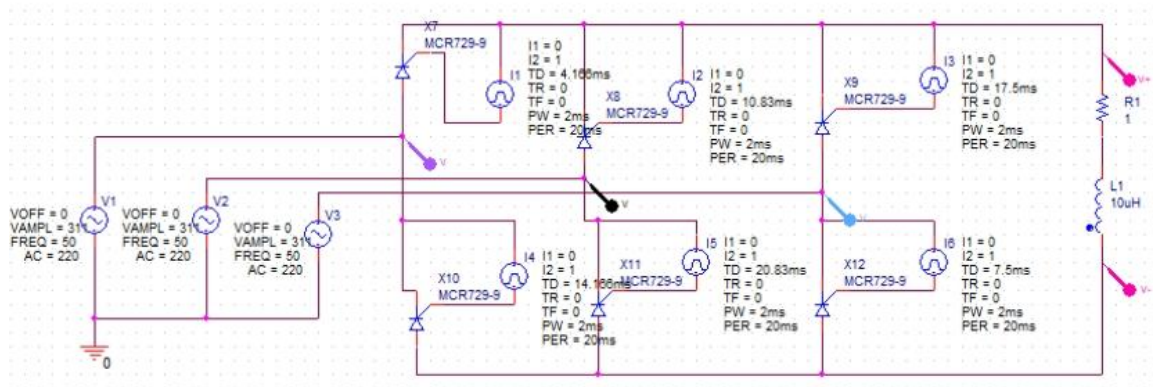 X7
MCR729-9
I1
I1 = 0
I2 = 1
TD = 4.166ms
TR = 0
TF = 0
PW = 2ms
PER = 20ms
X8
MCR729-9
I2
I1 = 0
I2 = 1
TD = 10.83ms
TR = 0
TF = 0
PW = 2ms
PER = 20ms
X9
MCR729-9
I3
I1 = 0
I2 = 1
TD = 17.5ms
TR = 0
TF = 0
PW = 2ms
PER = 20ms
V+
R1
1
V
V
V
V1
VOFF = 0
VAMPL = 311
FREQ = 50
AC = 220
V2
VOFF = 0
VAMPL = 311
FREQ = 50
AC = 220
V3
VOFF = 0
VAMPL = 311
FREQ = 50
AC = 220
L1
10uH
X10
MCR729-9
I4
I1 = 0
I2 = 1
TD = 14.166ms
TR = 0
TF = 0
PW = 2ms
PER = 20ms
X11
MCR729-9
I5
I1 = 0
I2 = 1
TD = 20.83ms
TR = 0
TF = 0
PW = 2ms
PER = 20ms
X12
MCR729-9
I6
I1 = 0
I2 = 1
TD = 7.5ms
TR = 0
TF = 0
PW = 2ms
PER = 20ms
V-
0